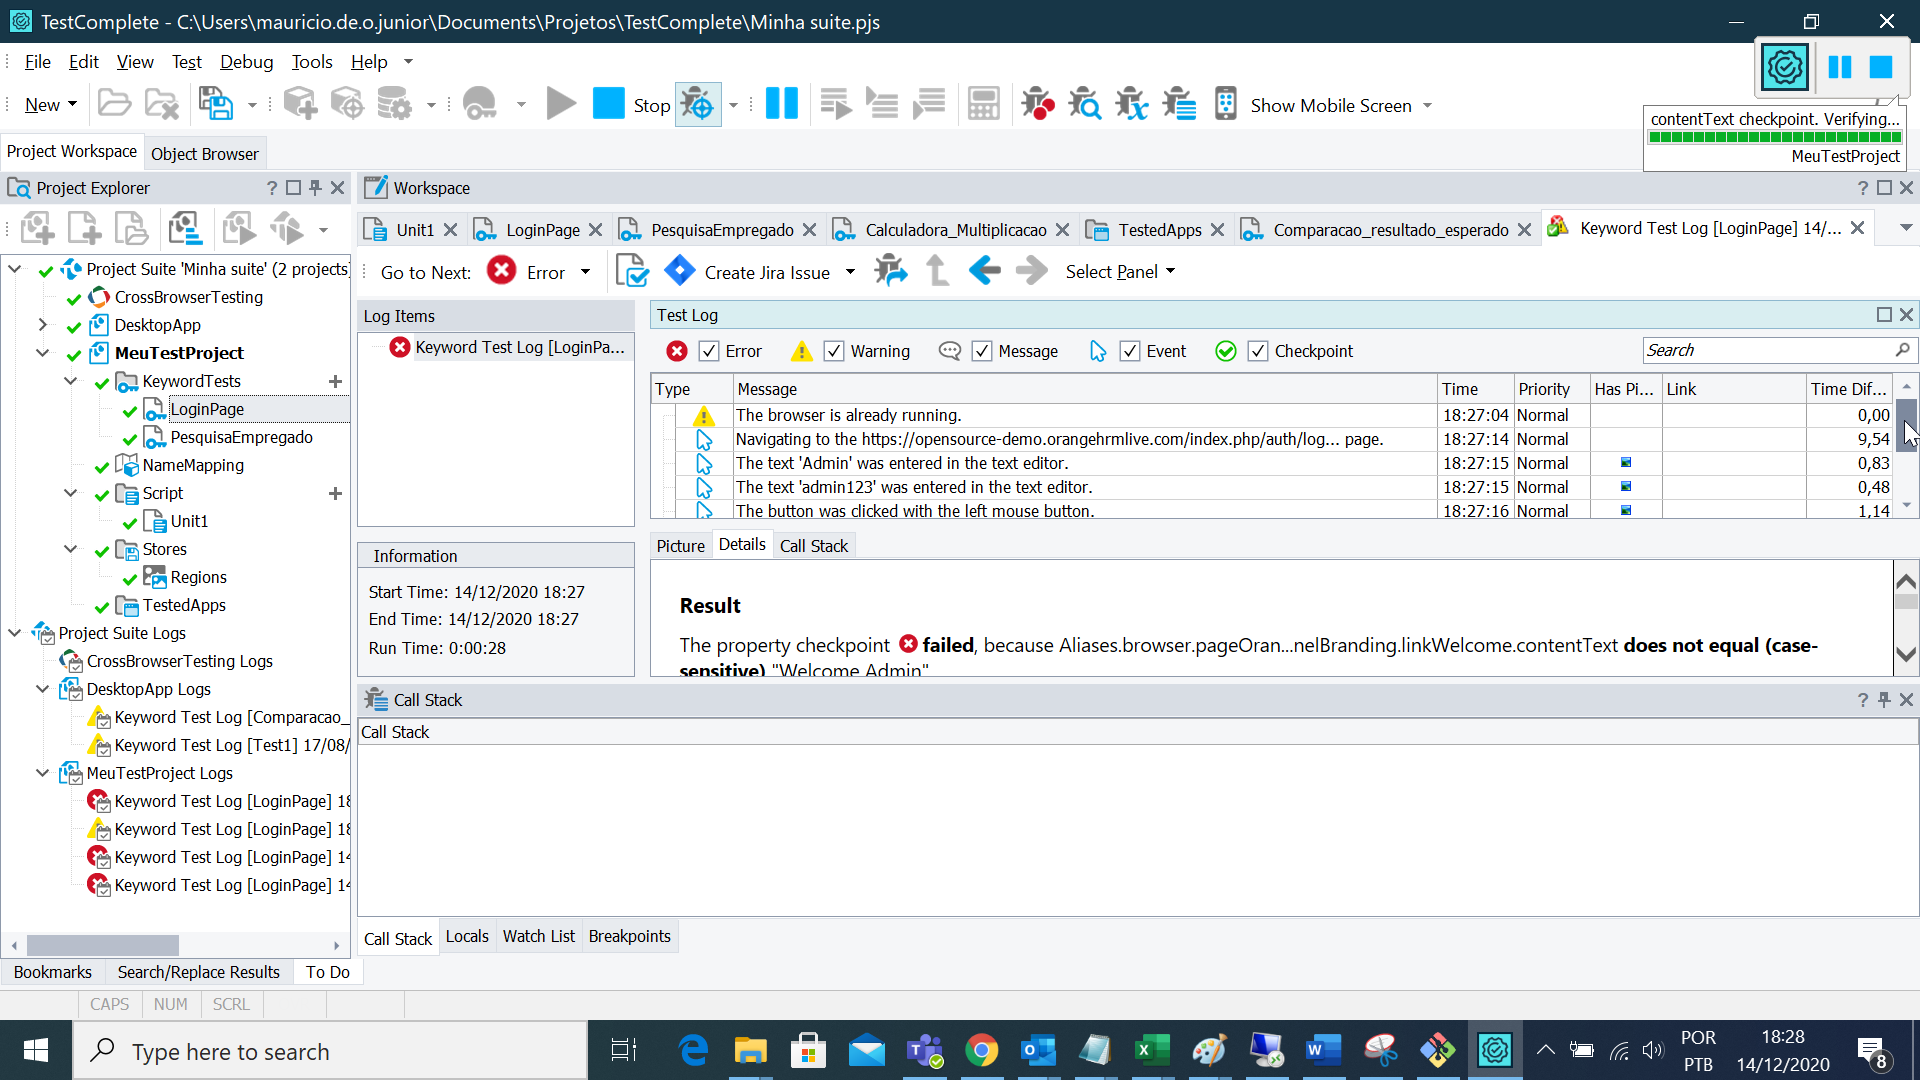 TestComplete - C:\Users\mauricio.de.o.junior\Documents\Projetos\TestComplete\Minha suite.pjs
File Edit View Test Debug Tools Help
New Stop Show Mobile Screen
contentText checkpoint. Verifying...
MeuTestProject
Project Workspace Object Browser
Project Explorer
Workspace
Unit1 LoginPage PesquisaEmpregado Calculadora_Multiplicacao TestedApps Comparacao_resultado_esperado Keyword Test Log [LoginPage] 14/...
Go to Next: Error Create Jira Issue Select Panel
Project Suite 'Minha suite' (2 projects)
CrossBrowserTesting
DesktopApp
MeuTestProject
KeywordTests
LoginPage
PesquisaEmpregado
NameMapping
Script
Unit1
Stores
Regions
TestedApps
Project Suite Logs
CrossBrowserTesting Logs
DesktopApp Logs
Keyword Test Log [Comparacao_
Keyword Test Log [Test1] 17/08/
MeuTestProject Logs
Keyword Test Log [LoginPage] 18
Keyword Test Log [LoginPage] 18
Keyword Test Log [LoginPage] 14
Keyword Test Log [LoginPage] 14
Log Items
Keyword Test Log [LoginPa...
Information
Start Time: 14/12/2020 18:27
End Time: 14/12/2020 18:27
Run Time: 0:00:28
Test Log
Error Warning Message Event Checkpoint Search
Type Message Time Priority Has Pi... Link Time Dif...
The browser is already running. 18:27:04 Normal 0,00
Navigating to the https://opensource-demo.orangehrmlive.com/index.php/auth/log... page. 18:27:14 Normal 9,54
The text 'Admin' was entered in the text editor. 18:27:15 Normal 0,83
The text 'admin123' was entered in the text editor. 18:27:15 Normal 0,48
The button was clicked with the left mouse button. 18:27:16 Normal 1,14
Picture Details Call Stack
Result
The property checkpoint failed, because Aliases.browser.pageOran...nelBranding.linkWelcome.contentText does not equal (case-
sensitive) "Welcome Admin"
Call Stack
Call Stack
Call Stack Locals Watch List Breakpoints
Bookmarks Search/Replace Results To Do
CAPS NUM SCRL
Type here to search
POR
PTB
18:28
14/12/2020
8